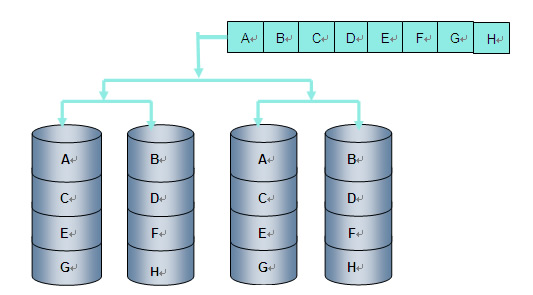 A B C D E F G H
A B A B
C D C D
E F E F
G H G H